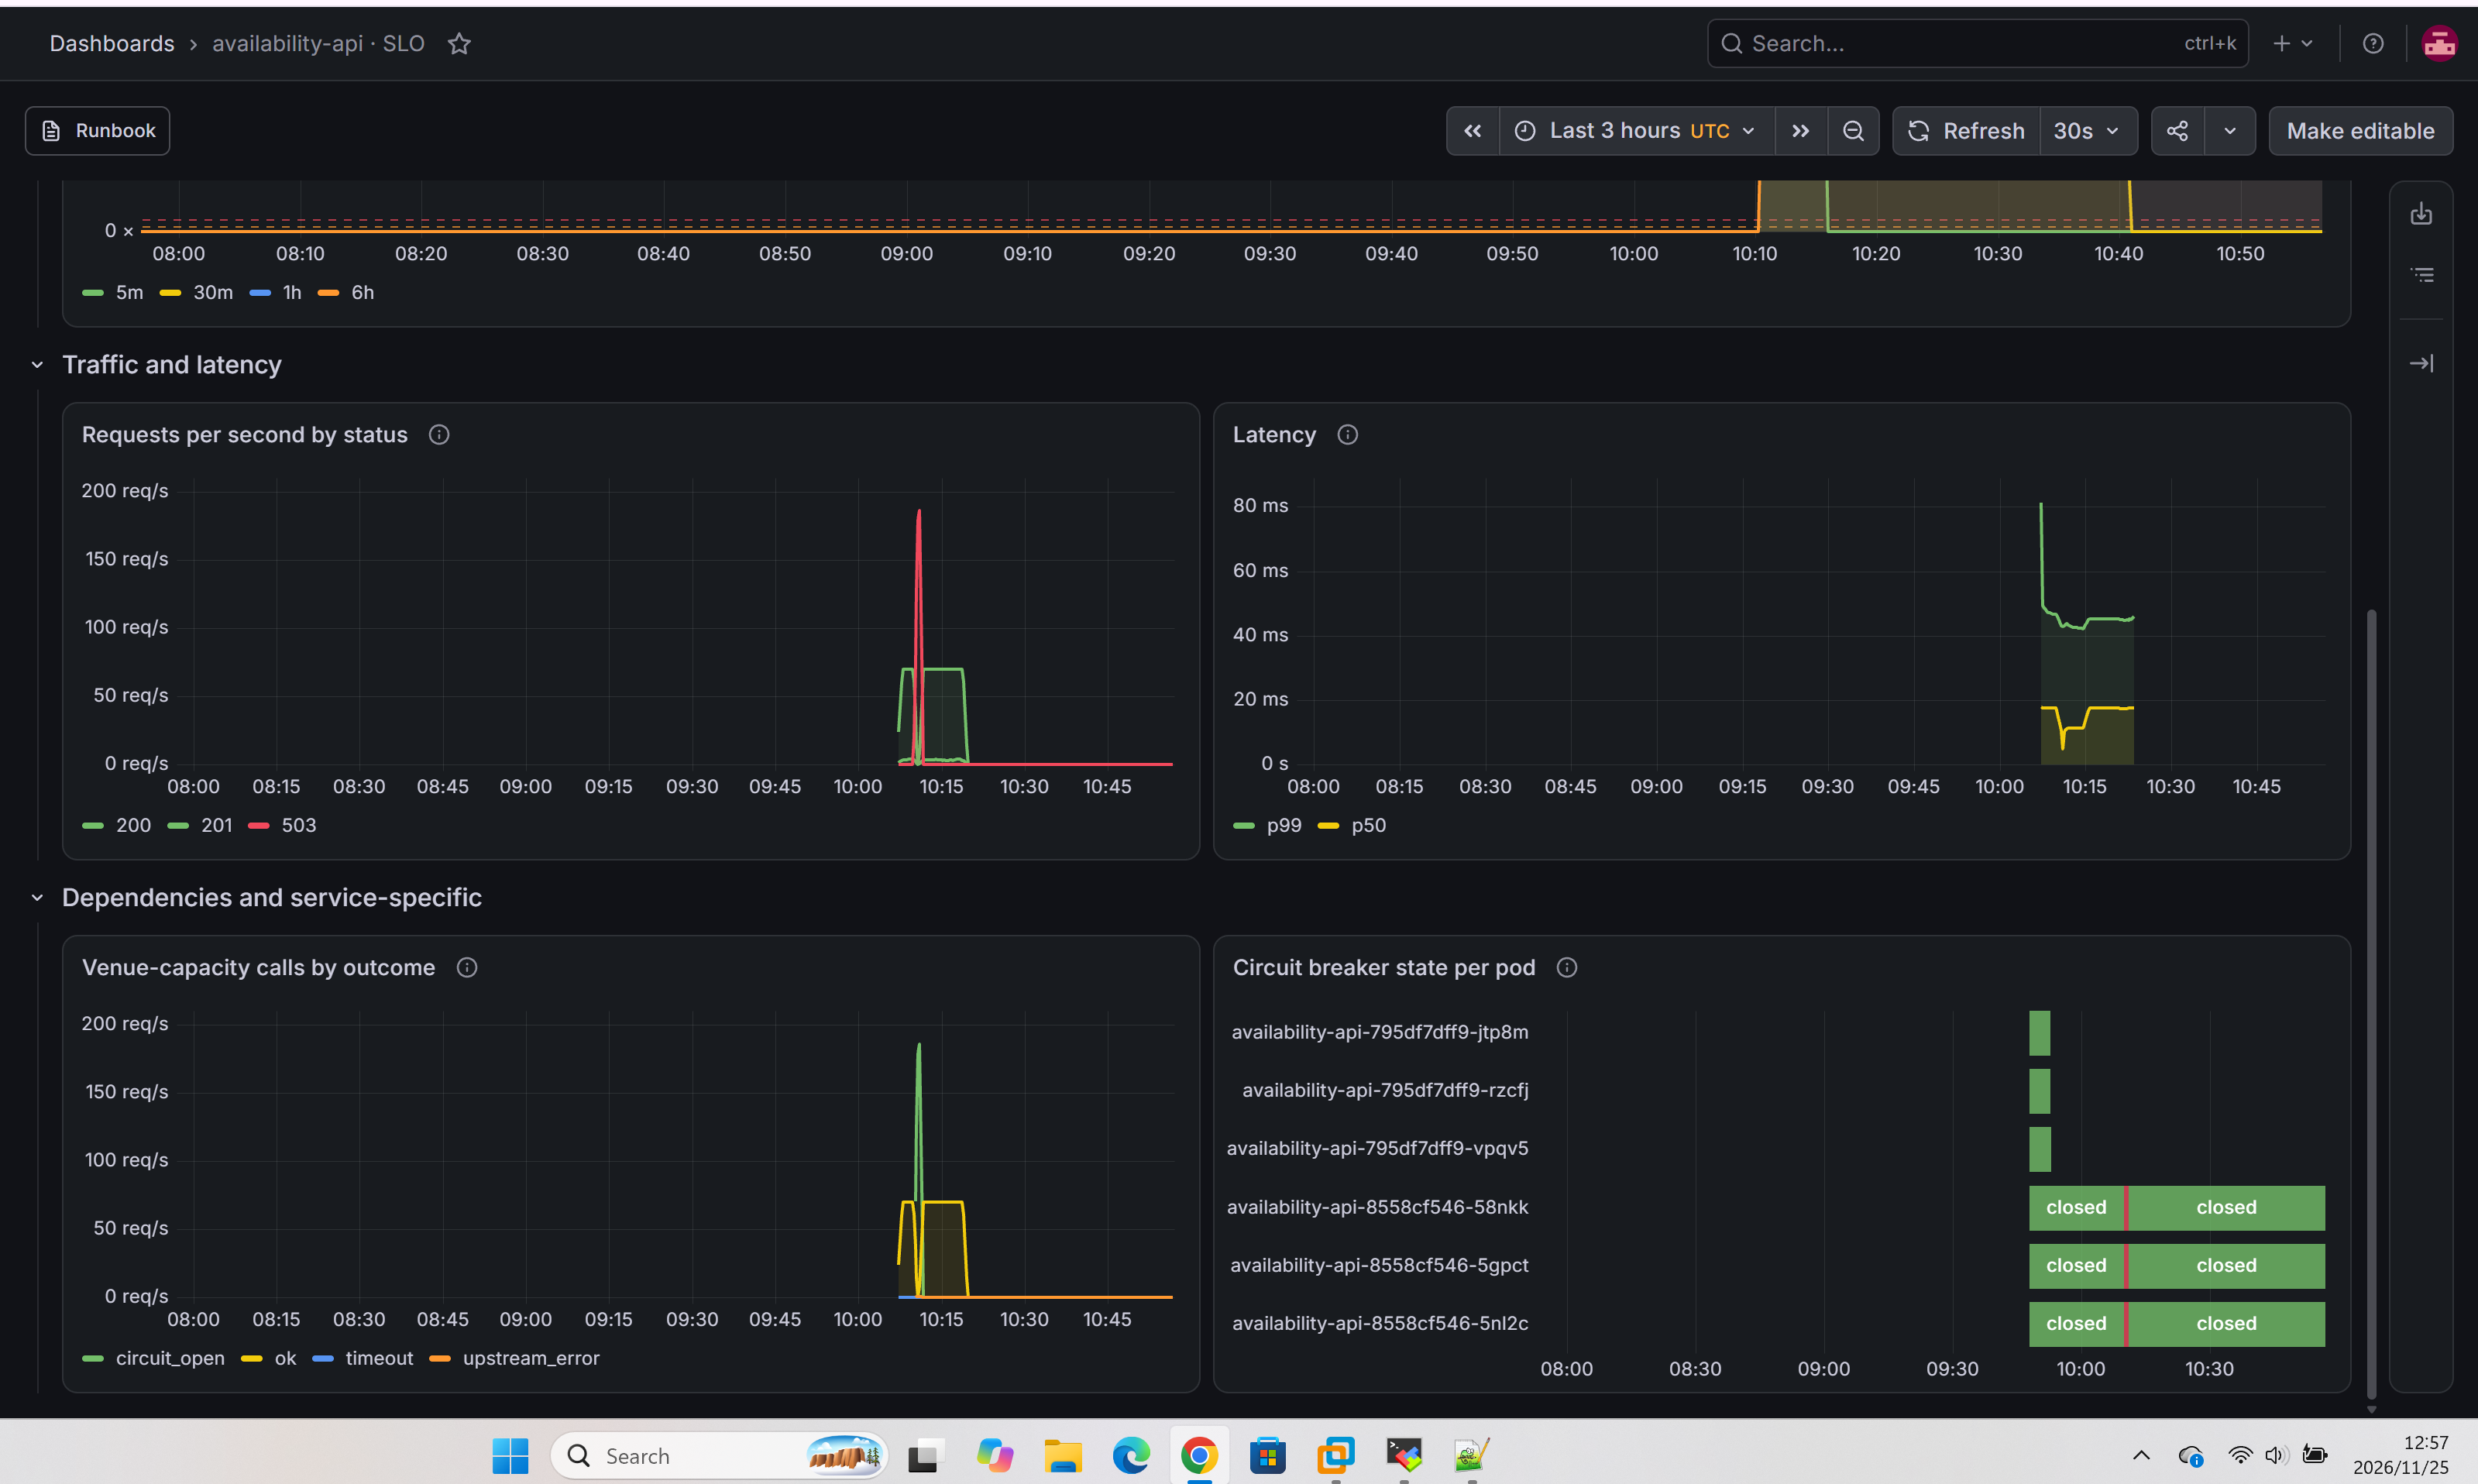 Dashboards › availability-api · SLO
Search... ctrl+k
Runbook
Last 3 hours UTC
Refresh 30s
Make editable
0 ×
08:00 08:10 08:20 08:30 08:40 08:50 09:00 09:10 09:20 09:30 09:40 09:50 10:00 10:10 10:20 10:30 10:40 10:50
5m 30m 1h 6h
Traffic and latency
Requests per second by status
200 req/s
150 req/s
100 req/s
50 req/s
0 req/s
08:00 08:15 08:30 08:45 09:00 09:15 09:30 09:45 10:00 10:15 10:30 10:45
200 201 503
Latency
80 ms
60 ms
40 ms
20 ms
0 s
08:00 08:15 08:30 08:45 09:00 09:15 09:30 09:45 10:00 10:15 10:30 10:45
p99 p50
Dependencies and service-specific
Venue-capacity calls by outcome
200 req/s
150 req/s
100 req/s
50 req/s
0 req/s
08:00 08:15 08:30 08:45 09:00 09:15 09:30 09:45 10:00 10:15 10:30 10:45
circuit_open ok timeout upstream_error
Circuit breaker state per pod
availability-api-795df7dff9-jtp8m
availability-api-795df7dff9-rzcfj
availability-api-795df7dff9-vpqv5
availability-api-8558cf546-58nkk closed closed
availability-api-8558cf546-5gpct closed closed
availability-api-8558cf546-5nl2c closed closed
08:00 08:30 09:00 09:30 10:00 10:30
Search
12:57
2026/11/25